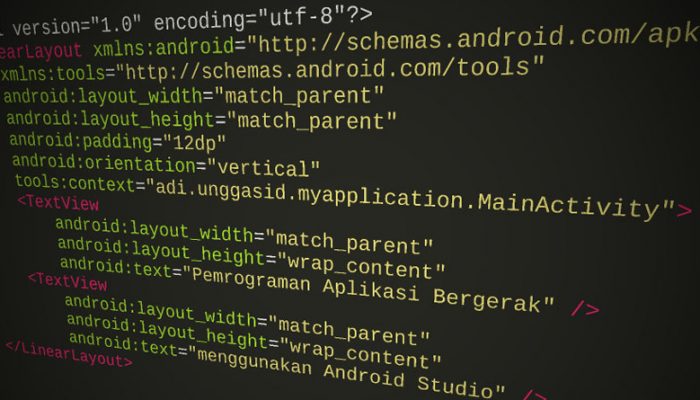 version="1.0" encoding="utf-8"?>
LinearLayout xmlns:android="http://schemas.android.com/apk
xmlns:tools="http://schemas.android.com/tools"
android:layout_width="match_parent"
android:layout_height="match_parent"
android:padding="12dp"
android:orientation="vertical"
tools:context="adi.unggasid.myapplication.MainActivity">
<TextView
android:layout_width="match_parent"
android:layout_height="wrap_content"
android:text="Pemrograman Aplikasi Bergerak" />
<TextView
android:layout_width="match_parent"
android:layout_height="wrap_content"
android:text="menggunakan Android Studio" />
</LinearLayout>